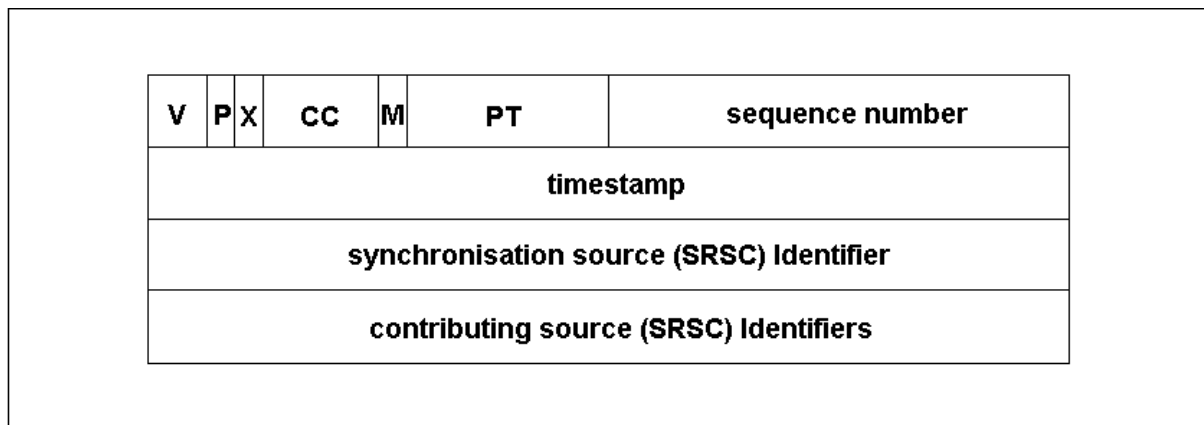 V P X CC M PT sequence number
timestamp
synchronisation source (SRSC) Identifier
contributing source (SRSC) Identifiers